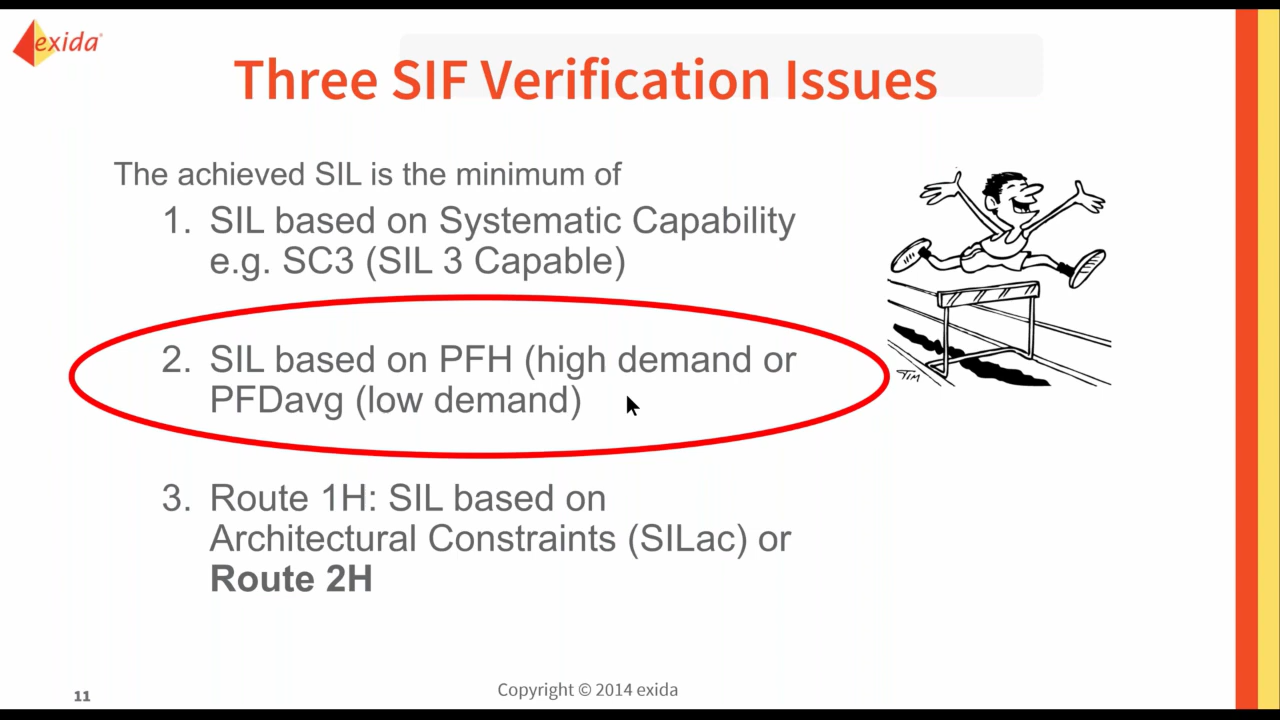 exida
Three SIF Verification Issues
The achieved SIL is the minimum of
1. SIL based on Systematic Capability
e.g. SC3 (SIL 3 Capable)
2. SIL based on PFH (high demand or
PFDavg (low demand)
TIM
3. Route 1H: SIL based on
Architectural Constraints (SILac) or
Route 2H
11
Copyright © 2014 exida